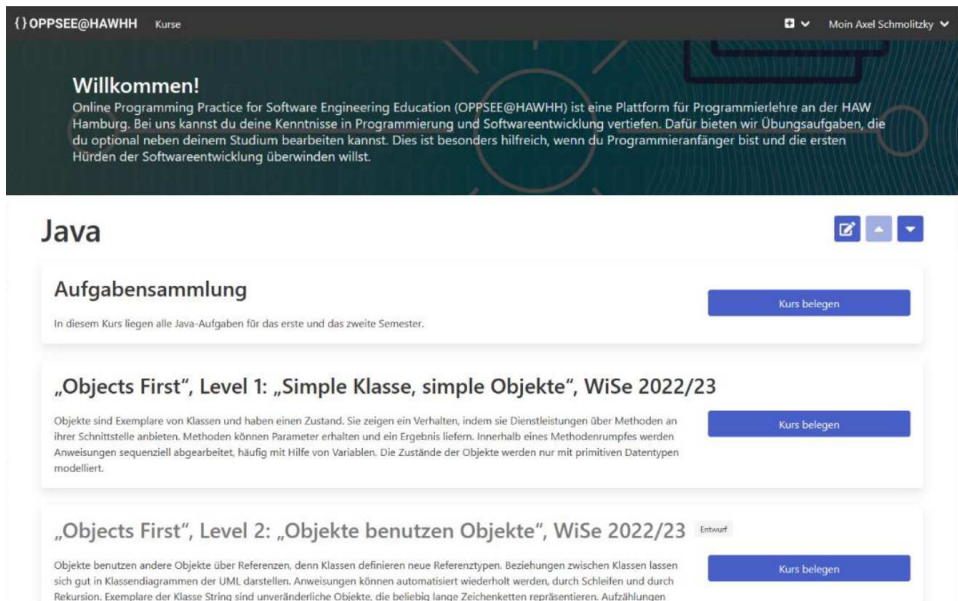 {} OPPSEE@HAWHH Kurse Moin Axel Schmolitzky
Willkommen!
Online Programming Practice for Software Engineering Education (OPPSEE@HAWHH) ist eine Plattform für Programmierlehre an der HAW
Hamburg. Bei uns kannst du deine Kenntnisse in Programmierung und Softwareentwicklung vertiefen. Dafür bieten wir Übungsaufgaben, die
du optional neben deinem Studium bearbeiten kannst. Dies ist besonders hilfreich, wenn du Programmieranfänger bist und die ersten
Hürden der Softwareentwicklung überwinden willst.
Java
Aufgabensammlung
Kurs belegen
In diesem Kurs liegen alle Java-Aufgaben für das erste und das zweite Semester.
„Objects First“, Level 1: „Simple Klasse, simple Objekte“, WiSe 2022/23
Objekte sind Exemplare von Klassen und haben einen Zustand. Sie zeigen ein Verhalten, indem sie Dienstleistungen über Methoden an
ihrer Schnittstelle anbieten. Methoden können Parameter erhalten und ein Ergebnis liefern. Innerhalb eines Methodenrumpfes werden
Anweisungen sequenziell abgearbeitet, häufig mit Hilfe von Variablen. Die Zustände der Objekte werden nur mit primitiven Datentypen
modelliert.
Kurs belegen
„Objects First“, Level 2: „Objekte benutzen Objekte“, WiSe 2022/23 Entwurf
Objekte benutzen andere Objekte über Referenzen, denn Klassen definieren neue Referenztypen. Beziehungen zwischen Klassen lassen
sich gut in Klassendiagrammen der UML darstellen. Anweisungen können automatisiert wiederholt werden, durch Schleifen und durch
Rekursion. Exemplare der Klasse String sind unveränderliche Objekte, die beliebig lange Zeichenketten repräsentieren. Aufzählungen
Kurs belegen